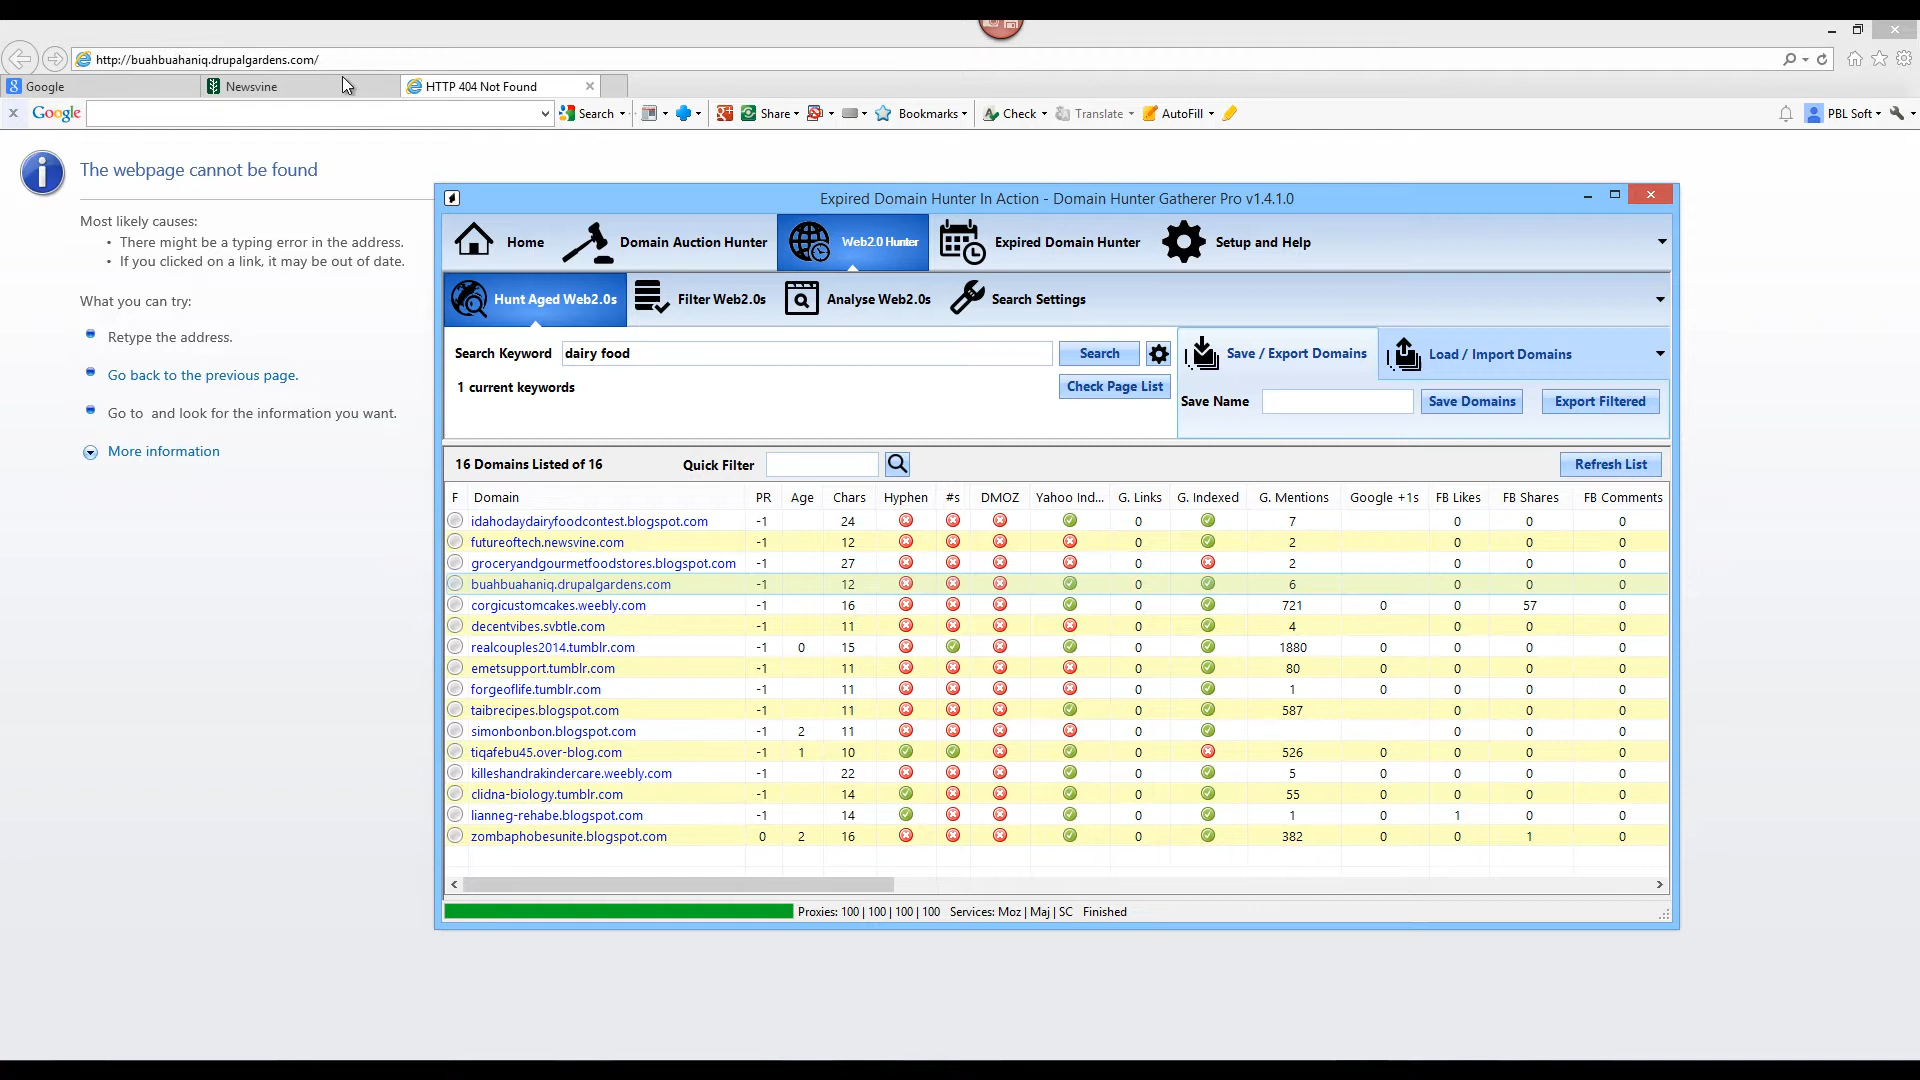 http://buahbuahaniq.drupalgardens.com/
Google
Newsvine
HTTP 404 Not Found
x Google Search Share Bookmarks Check Translate AutoFill PBL Soft
The webpage cannot be found
Most likely causes:
• There might be a typing error in the address.
• If you clicked on a link, it may be out of date.
What you can try:
Retype the address.
Go back to the previous page.
Go to and look for the information you want.
More information
Expired Domain Hunter In Action - Domain Hunter Gatherer Pro v1.4.1.0
Home Domain Auction Hunter Web2.0 Hunter Expired Domain Hunter Setup and Help
Hunt Aged Web2.0s Filter Web2.0s Analyse Web2.0s Search Settings
Search Keyword dairy food Search
1 current keywords Check Page List
Save / Export Domains Load / Import Domains
Save Name Save Domains Export Filtered
16 Domains Listed of 16 Quick Filter Refresh List
F Domain PR Age Chars Hyphen #s DMOZ Yahoo Ind... G. Links G. Indexed G. Mentions Google +1s FB Likes FB Shares FB Comments
idahodaydairyfoodcontest.blogspot.com -1 24 0 7 0 0 0
futureoftech.newsvine.com -1 12 0 2 0 0 0
groceryandgourmetfoodstores.blogspot.com -1 27 0 2 0 0 0
buahbuahaniq.drupalgardens.com -1 12 0 6 0 0 0
corgicustomcakes.weebly.com -1 16 0 721 0 0 57 0
decentvibes.svbtle.com -1 11 0 4 0 0 0
realcouples2014.tumblr.com -1 0 15 0 1880 0 0 0 0
emetsupport.tumblr.com -1 11 0 80 0 0 0 0
forgeoflife.tumblr.com -1 11 0 1 0 0 0 0
taibrecipes.blogspot.com -1 11 0 587 0 0 0
simonbonbon.blogspot.com -1 2 11 0 0 0 0
tiqafebu45.over-blog.com -1 1 10 0 526 0 0 0 0
killeshandrakindercare.weebly.com -1 22 0 5 0 0 0 0
clidna-biology.tumblr.com -1 14 0 55 0 0 0 0
lianneg-rehabe.blogspot.com -1 14 0 1 0 1 0 0
zombaphobesunite.blogspot.com 0 2 16 0 382 0 0 1 0
Proxies: 100 | 100 | 100 | 100 Services: Moz | Maj | SC Finished